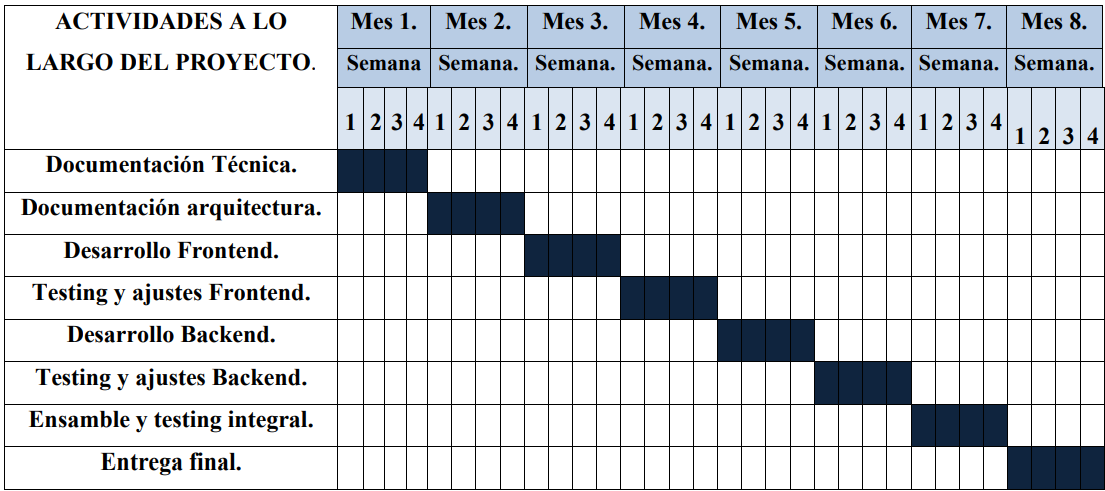 ACTIVIDADES A LO
LARGO DEL PROYECTO.
Mes 1. Mes 2. Mes 3. Mes 4. Mes 5. Mes 6. Mes 7. Mes 8.
Semana Semana. Semana. Semana. Semana. Semana. Semana. Semana.
1 2 3 4 1 2 3 4 1 2 3 4 1 2 3 4 1 2 3 4 1 2 3 4 1 2 3 4 1 2 3 4
Documentación Técnica.
Documentación arquitectura.
Desarrollo Frontend.
Testing y ajustes Frontend.
Desarrollo Backend.
Testing y ajustes Backend.
Ensamble y testing integral.
Entrega final.